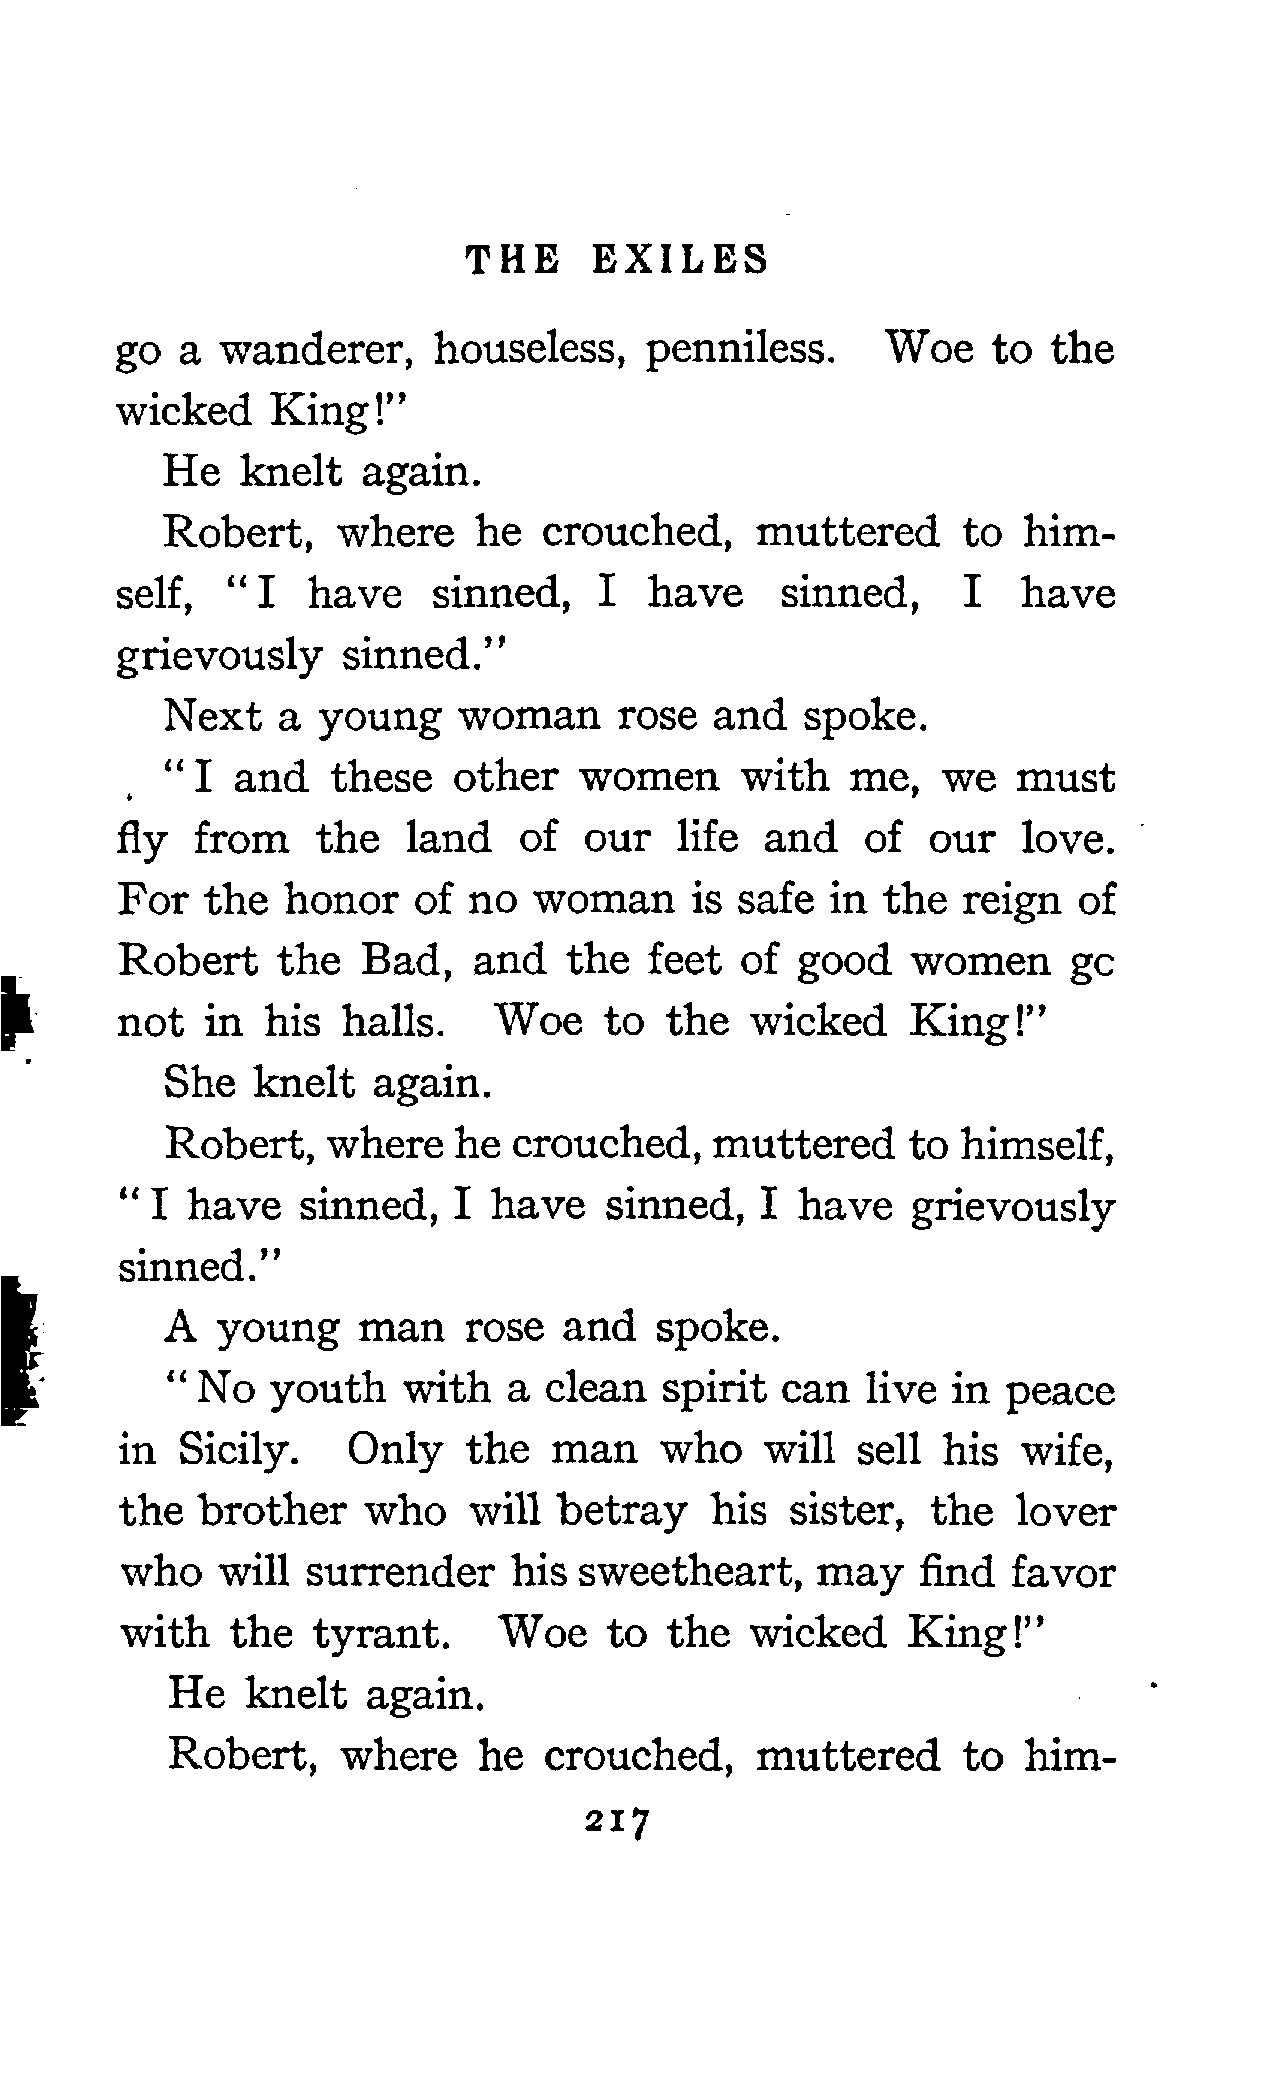 THE EXILES
go a wanderer, houseless, penniless. Woe to the
wicked King!"
He knelt again.
Robert, where he crouched, muttered to him-
self, "I have sinned, I have sinned, I have
grievously sinned."
Next a young woman rose and spoke.
"I and these other women with me, we must
fly from the land of our life and of our love.
For the honor of no woman is safe in the reign of
Robert the Bad, and the feet of good women gc
not in his halls. Woe to the wicked King!"
She knelt again.
Robert, where he crouched, muttered to himself,
"I have sinned, I have sinned, I have grievously
sinned."
A young man rose and spoke.
"No youth with a clean spirit can live in peace
in Sicily. Only the man who will sell his wife,
the brother who will betray his sister, the lover
who will surrender his sweetheart, may find favor
with the tyrant. Woe to the wicked King!"
He knelt again.
Robert, where he crouched, muttered to him-
217